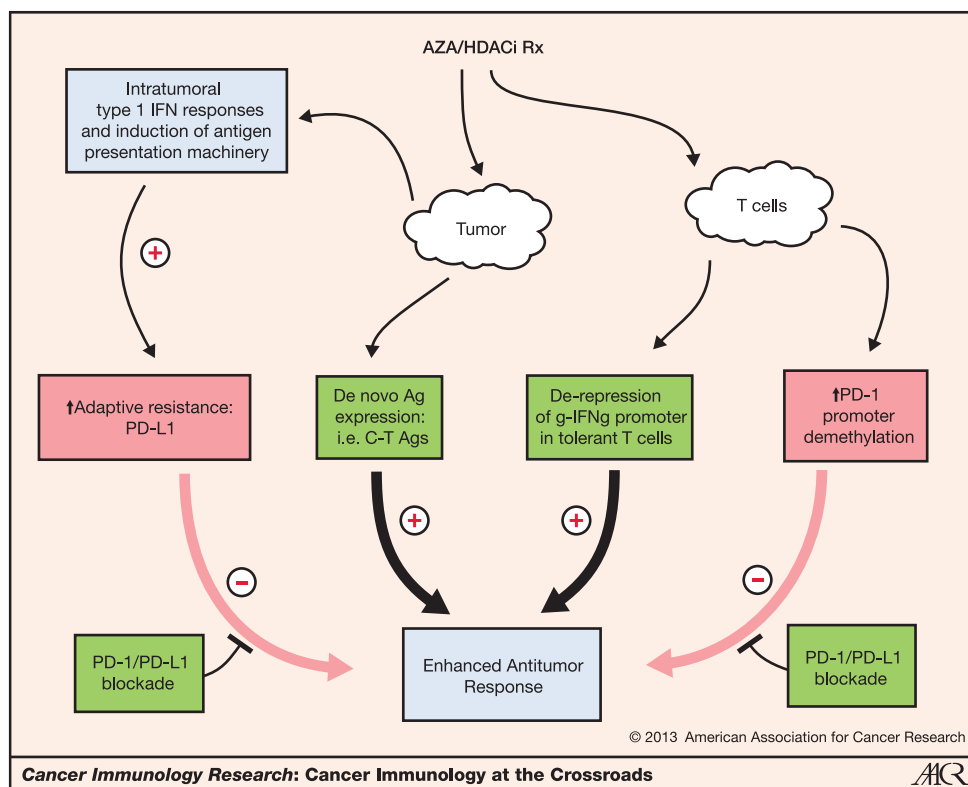 AZA/HDACi Rx
Intratumoral
type 1 IFN responses
and induction of antigen
presentation machinery
Tumor
T cells
+
↑Adaptive resistance:
PD-L1
De novo Ag
expression:
i.e. C-T Ags
De-repression
of g-IFNg promoter
in tolerant T cells
↑PD-1
promoter
demethylation
+
+
−
−
PD-1/PD-L1
blockade
Enhanced Antitumor
Response
PD-1/PD-L1
blockade
© 2013 American Association for Cancer Research
Cancer Immunology Research: Cancer Immunology at the Crossroads
AACR